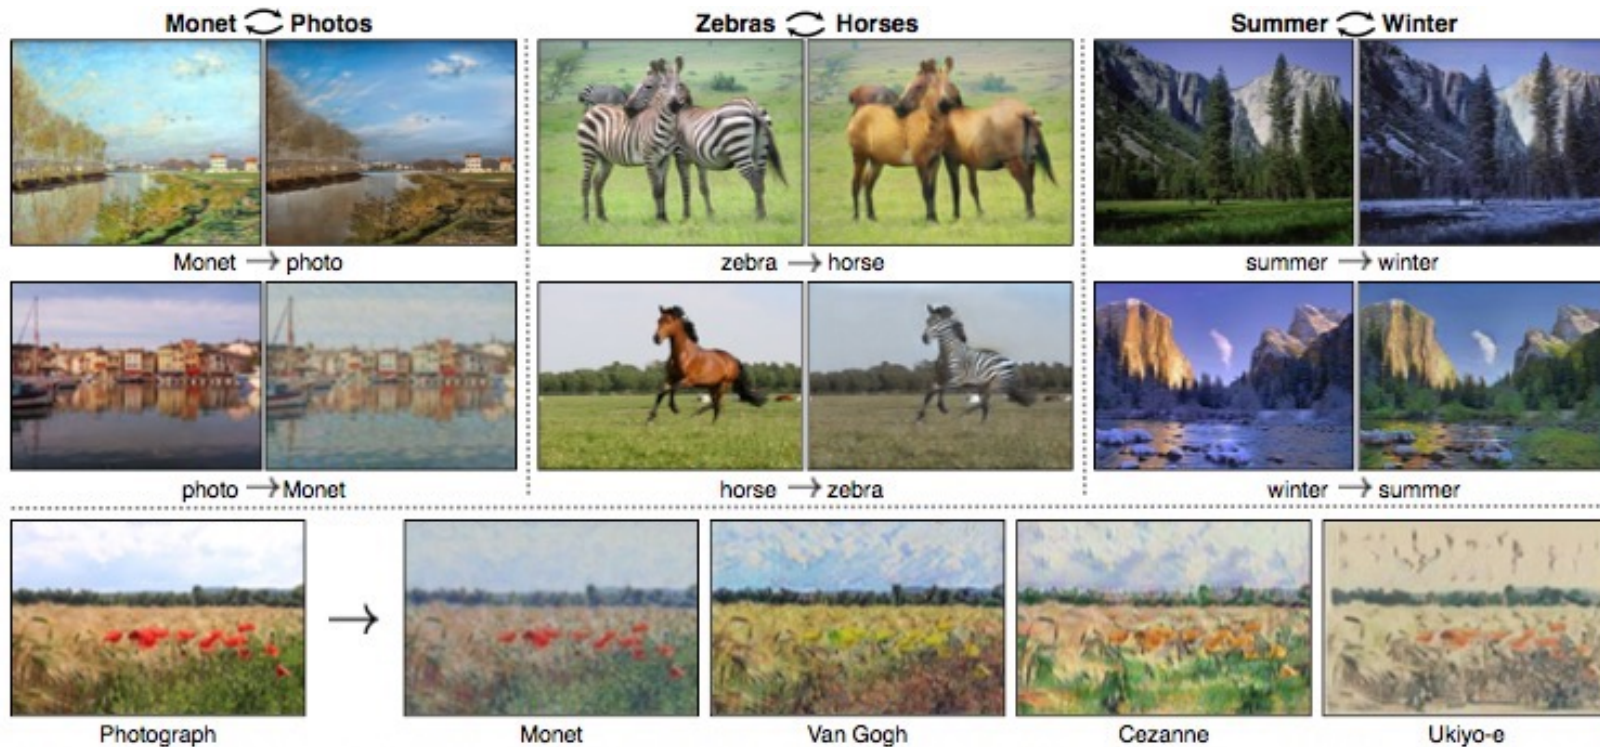 Monet Photos
Zebras Horses
Summer Winter
Monet → photo
zebra → horse
summer → winter
photo → Monet
horse → zebra
winter → summer
Photograph
Monet
Van Gogh
Cezanne
Ukiyo-e